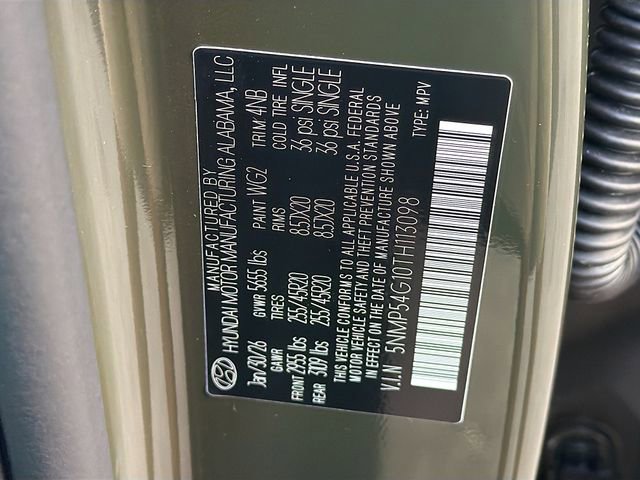 MANUFACTURED BY
HYUNDAI MOTOR MANUFACTURING ALABAMA, LLC
Jan/30/26 GVWR 5655 lbs PAINT WG2 TRIM 4NB
GAWR TIRES RIMS COLD TIRE INFL
FRONT 2955 lbs 255/45R20 8.5JX20 36 psi SINGLE
REAR 3109 lbs 255/45R20 8.5JX20 36 psi SINGLE
THIS VEHICLE CONFORMS TO ALL APPLICABLE U.S.A. FEDERAL
MOTOR VEHICLE SAFETY AND THEFT PREVENTION STANDARDS
IN EFFECT ON THE DATE OF MANUFACTURE SHOWN ABOVE
V.I.N 5NMP54G10TH113098 TYPE: MPV